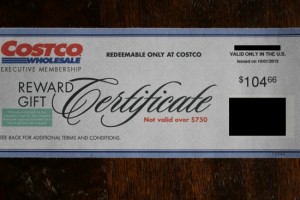 COSTCO
WHOLESALE
EXECUTIVE MEMBERSHIP
REDEEMABLE ONLY AT COSTCO
VALID ONLY IN THE U.S.
$104.66
REWARD
GIFT
Certificate
Not valid over $750
SEE BACK FOR ADDITIONAL TERMS AND CONDITIONS.